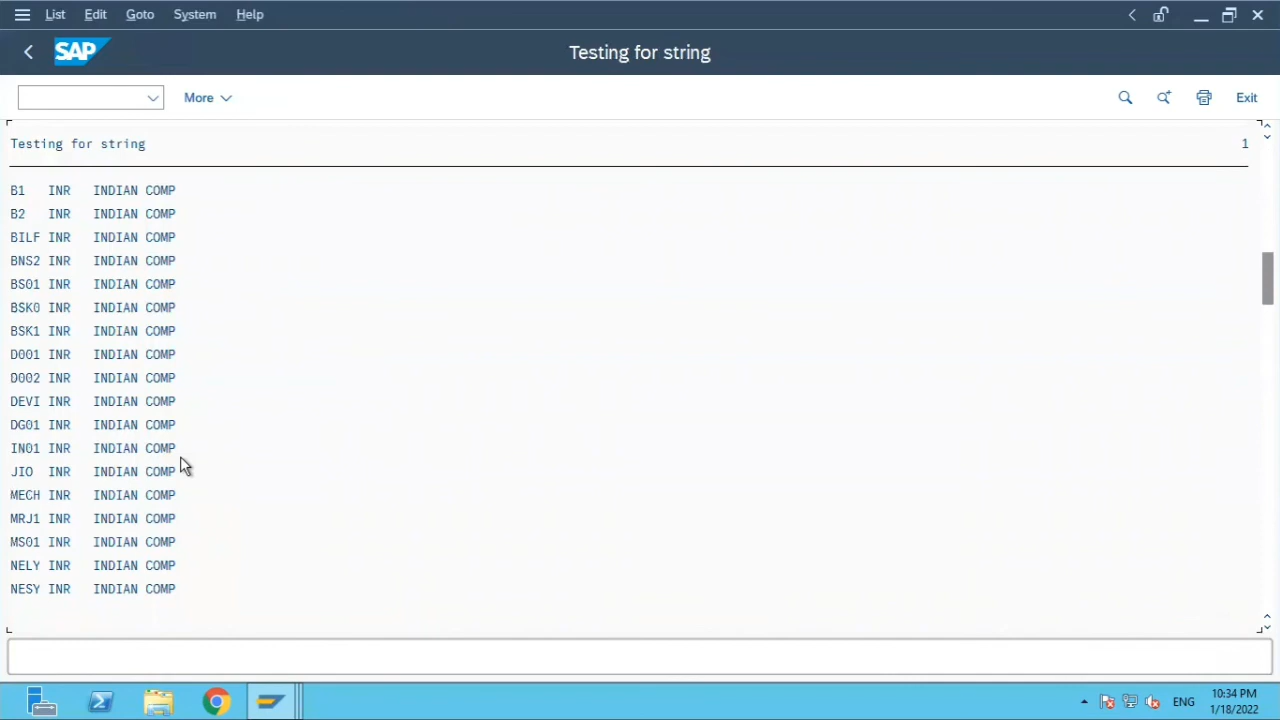 List Edit Goto System Help
SAP Testing for string
More Exit
Testing for string 1
B1 INR INDIAN COMP
B2 INR INDIAN COMP
BILF INR INDIAN COMP
BNS2 INR INDIAN COMP
BS01 INR INDIAN COMP
BSK0 INR INDIAN COMP
BSK1 INR INDIAN COMP
D001 INR INDIAN COMP
D002 INR INDIAN COMP
DEVI INR INDIAN COMP
DG01 INR INDIAN COMP
IN01 INR INDIAN COMP
JIO INR INDIAN COMP
MECH INR INDIAN COMP
MRJ1 INR INDIAN COMP
MS01 INR INDIAN COMP
NELY INR INDIAN COMP
NESY INR INDIAN COMP
ENG 10:34 PM
1/18/2022